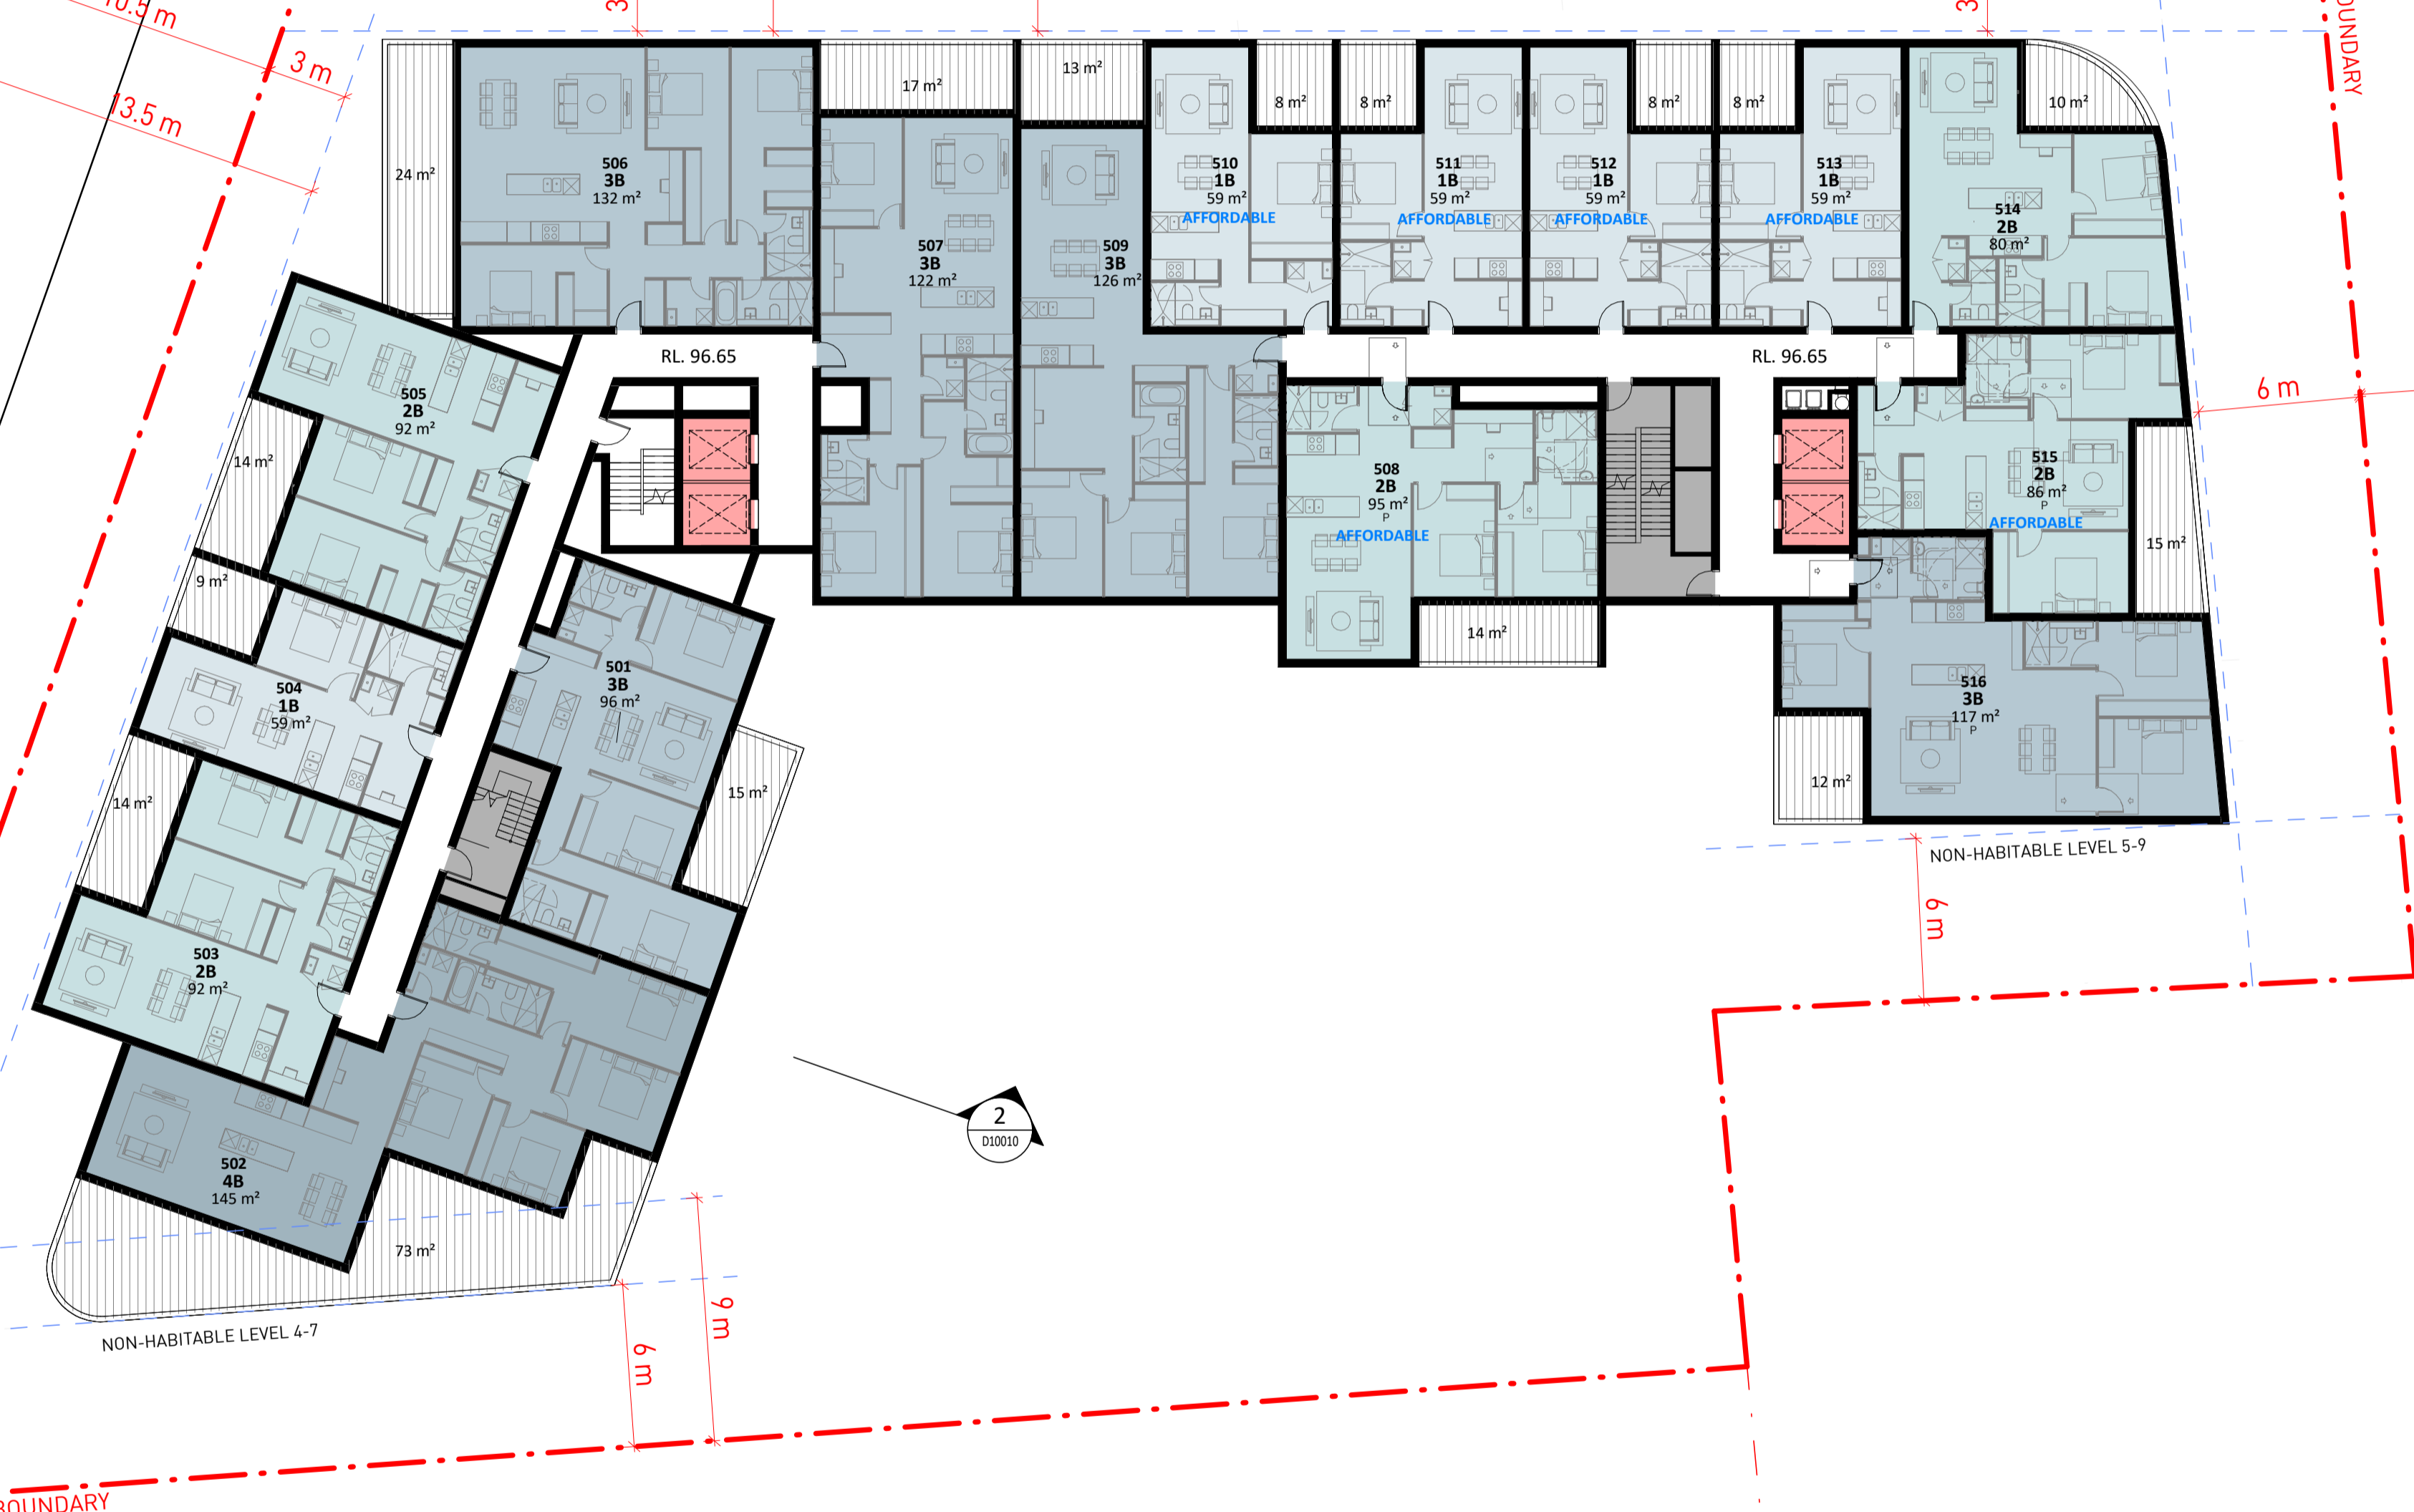 10.5 m
3 m
13.5 m
3
3
BOUNDARY
24 m²
506
3B
132 m²
17 m²
13 m²
507
3B
122 m²
509
3B
126 m²
510
1B
59 m²
AFFORDABLE
8 m²
8 m²
511
1B
59 m²
AFFORDABLE
512
1B
59 m²
AFFORDABLE
8 m²
8 m²
513
1B
59 m²
AFFORDABLE
514
2B
80 m²
10 m²
RL. 96.65
RL. 96.65
6 m
505
2B
92 m²
14 m²
9 m²
508
2B
95 m²
P
AFFORDABLE
14 m²
515
2B
86 m²
P
AFFORDABLE
15 m²
504
1B
59 m²
501
3B
96 m²
15 m²
516
3B
117 m²
P
12 m²
NON-HABITABLE LEVEL 5-9
6 m
14 m²
503
2B
92 m²
502
4B
145 m²
73 m²
2
D10010
NON-HABITABLE LEVEL 4-7
9 m
6 m
BOUNDARY